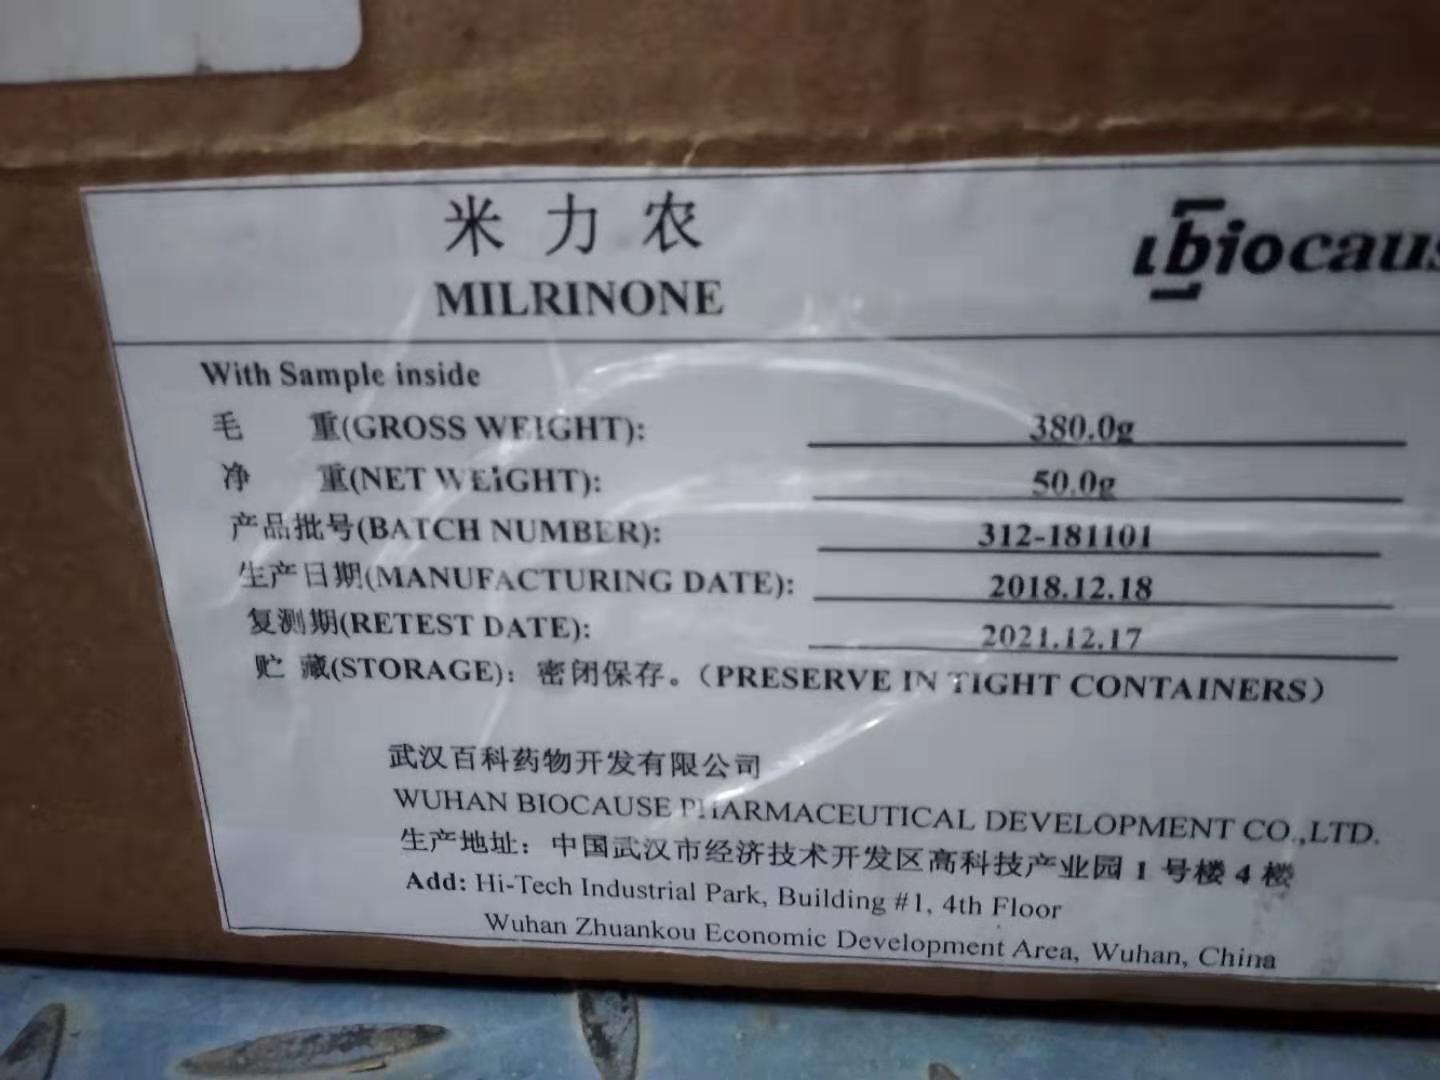 米力农
MILRINONE
biocaus
With Sample inside
毛 重(GROSS WEIGHT): 380.0g
净 重(NET WEIGHT): 50.0g
产品批号(BATCH NUMBER): 312-181101
生产日期(MANUFACTURING DATE): 2018.12.18
复测期(RETEST DATE): 2021.12.17
贮 藏(STORAGE)：密闭保存。（PRESERVE IN TIGHT CONTAINERS）
武汉百科药物开发有限公司
WUHAN BIOCAUSE PHARMACEUTICAL DEVELOPMENT CO.,LTD.
生产地址：中国武汉市经济技术开发区高科技产业园 1 号楼 4 楼
Add: Hi-Tech Industrial Park, Building #1, 4th Floor
Wuhan Zhuankou Economic Development Area, Wuhan, China